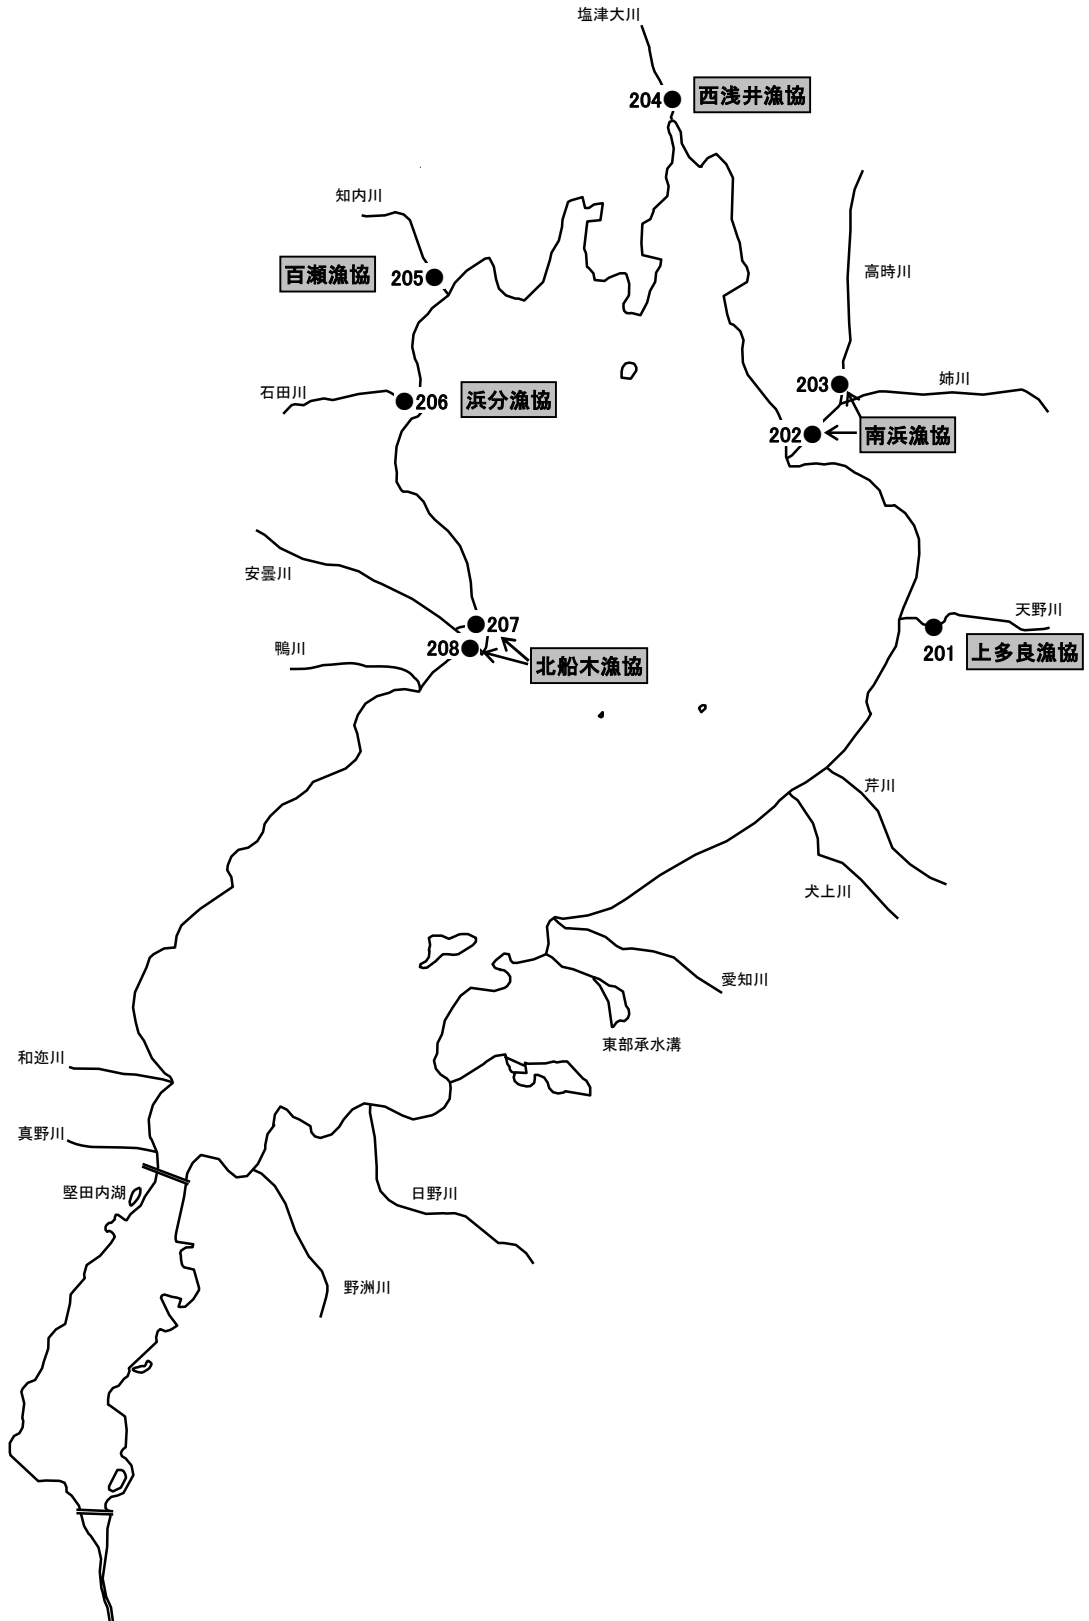 塩津大川
204
西浅井漁協
知内川
百瀬漁協
205
高時川
石田川
206
浜分漁協
203
姉川
202
南浜漁協
安曇川
鴨川
207
208
北船木漁協
天野川
201
上多良漁協
芹川
犬上川
愛知川
東部承水溝
和迩川
真野川
堅田内湖
日野川
野洲川